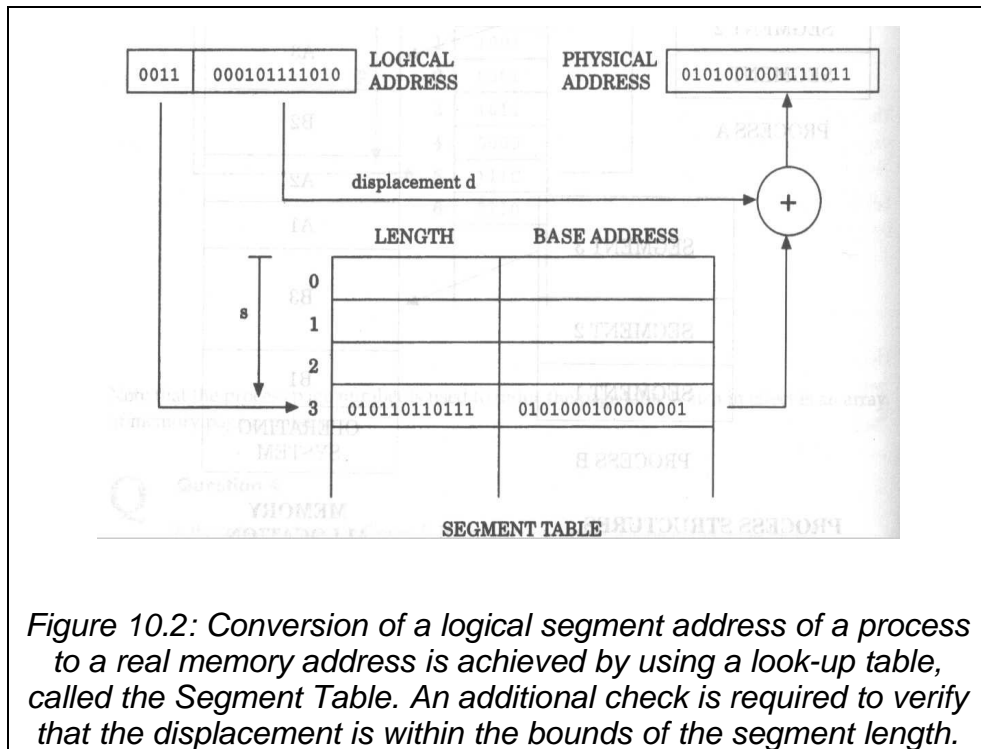 0011 000101111010 LOGICAL ADDRESS
PHYSICAL ADDRESS 0101001001111011
displacement d
+
LENGTH BASE ADDRESS
0
s
1
2
3 0101101110111 0101000100000001
SEGMENT TABLE
Figure 10.2: Conversion of a logical segment address of a process
to a real memory address is achieved by using a look-up table,
called the Segment Table. An additional check is required to verify
that the displacement is within the bounds of the segment length.